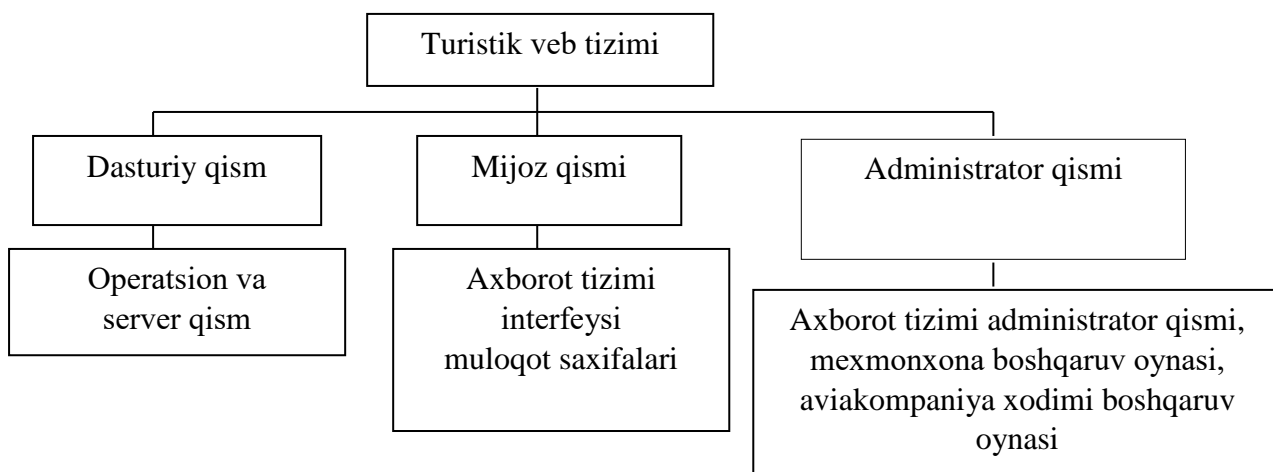 Turistik veb tizimi
Dasturiy qism
Mijoz qismi
Administrator qismi
Operatsion va
server qism
Axborot tizimi
interfeysi
muloqot saxifalari
Axborot tizimi administrator qismi,
mexmonxona boshqaruv oynasi,
aviakompaniya xodimi boshqaruv
oynasi